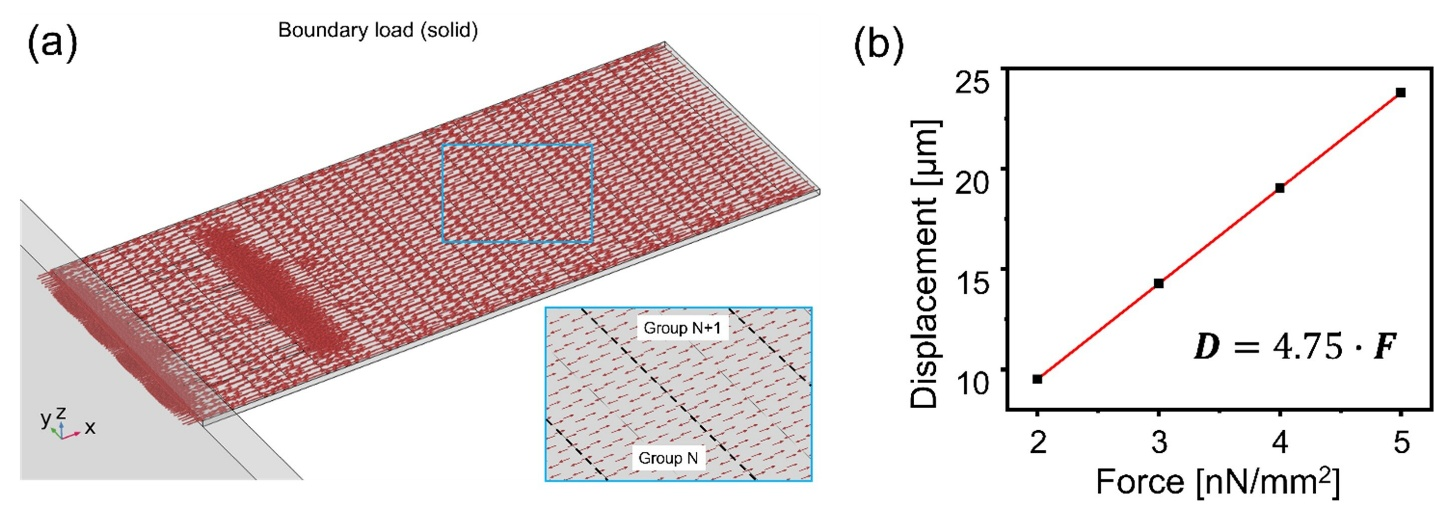 (a)
Boundary load (solid)
Group N+1
Group N
y z x
(b)
Displacement [µm]
25
20
15
10
D = 4.75 · F
2 3 4 5
Force [nN/mm²]